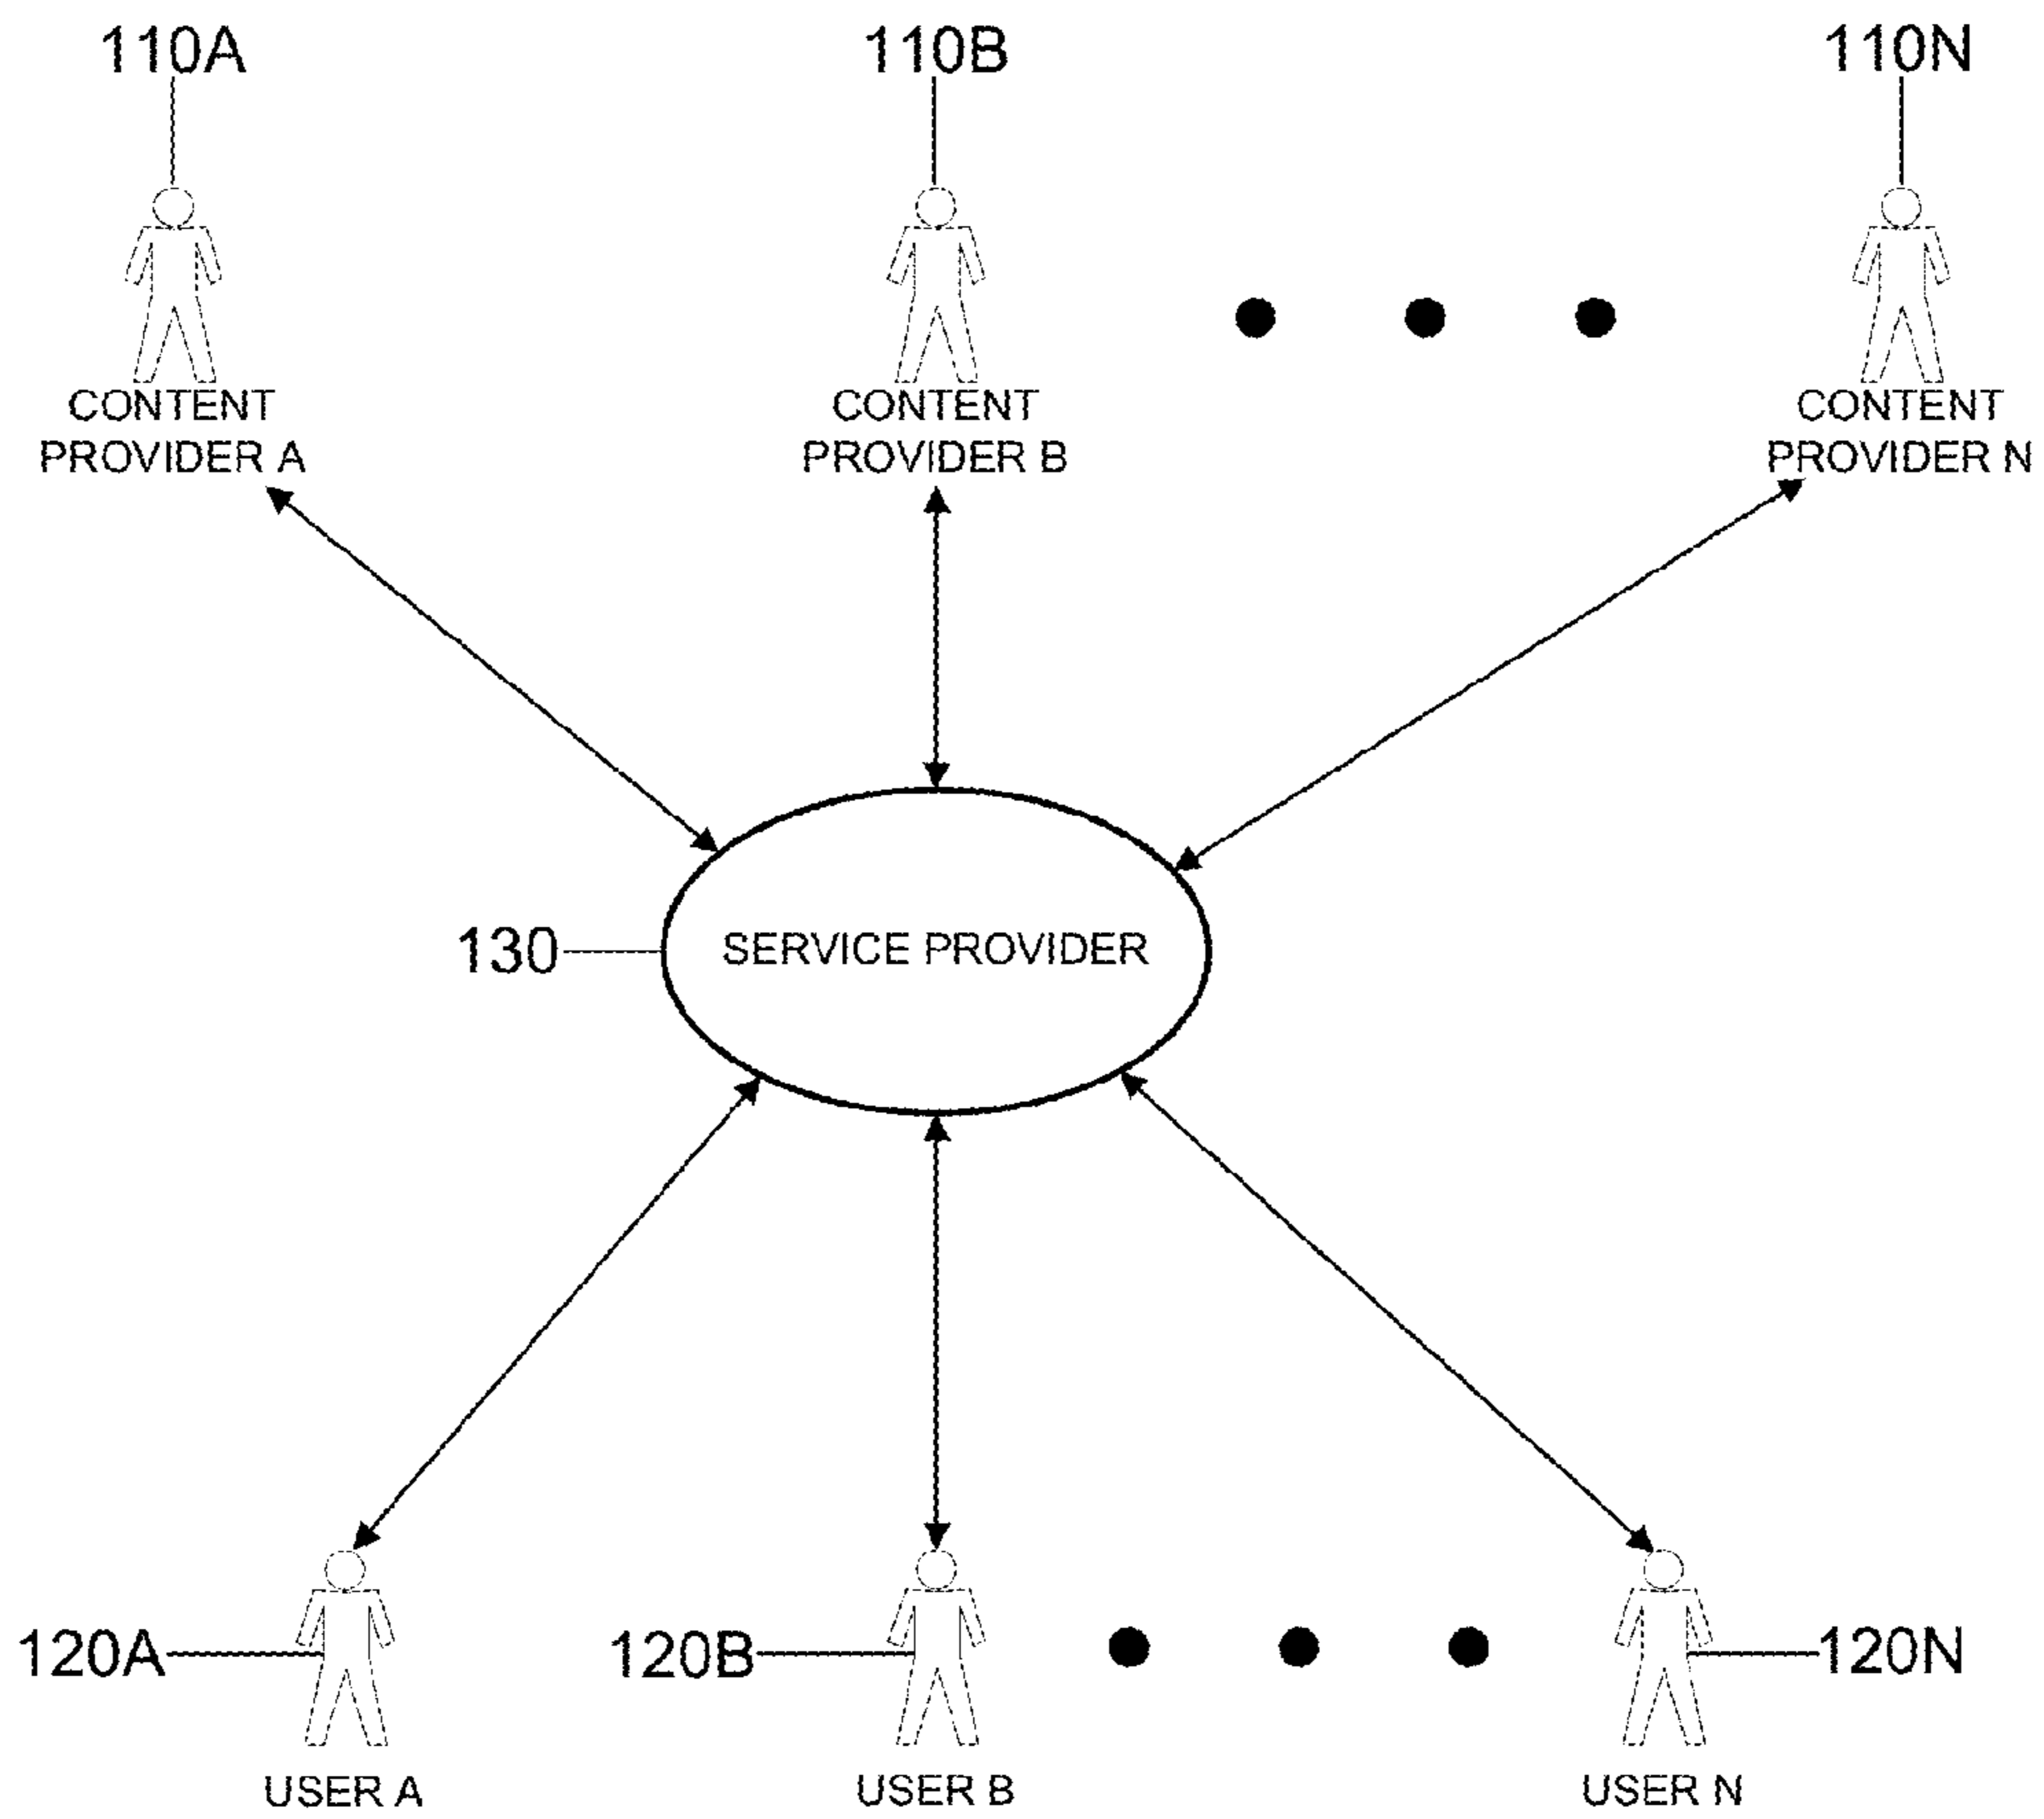 110A
110B
110N
CONTENT
PROVIDER A
CONTENT
PROVIDER B
CONTENT
PROVIDER N
130
SERVICE PROVIDER
120A
120B
120N
USER A
USER B
USER N